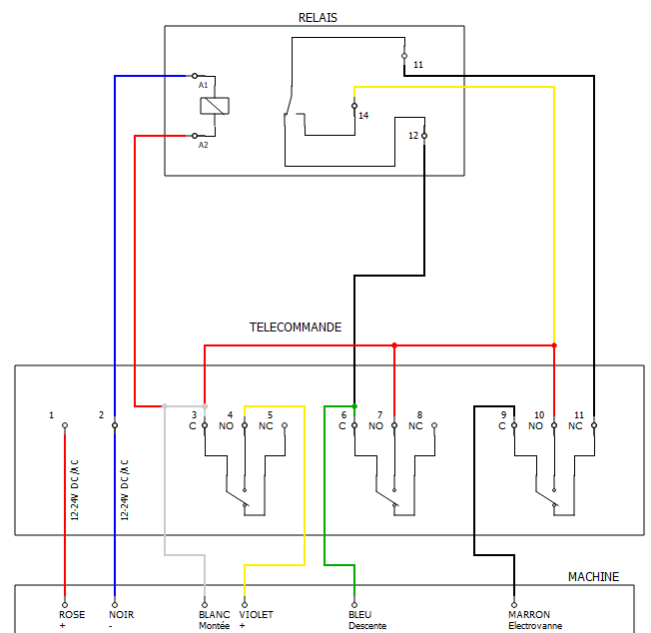 RELAIS
A1
11
14
A2
12
TELECOMMANDE
1
2
3
C
4
NO
5
NC
6
C
7
NO
8
NC
9
C
10
NO
11
NC
12-24V DC/AC
12-24V DC/AC
MACHINE
ROSE
+
NOIR
-
BLANC
Montée
VIOLET
+
BLEU
Descente
MARRON
Electrovanne